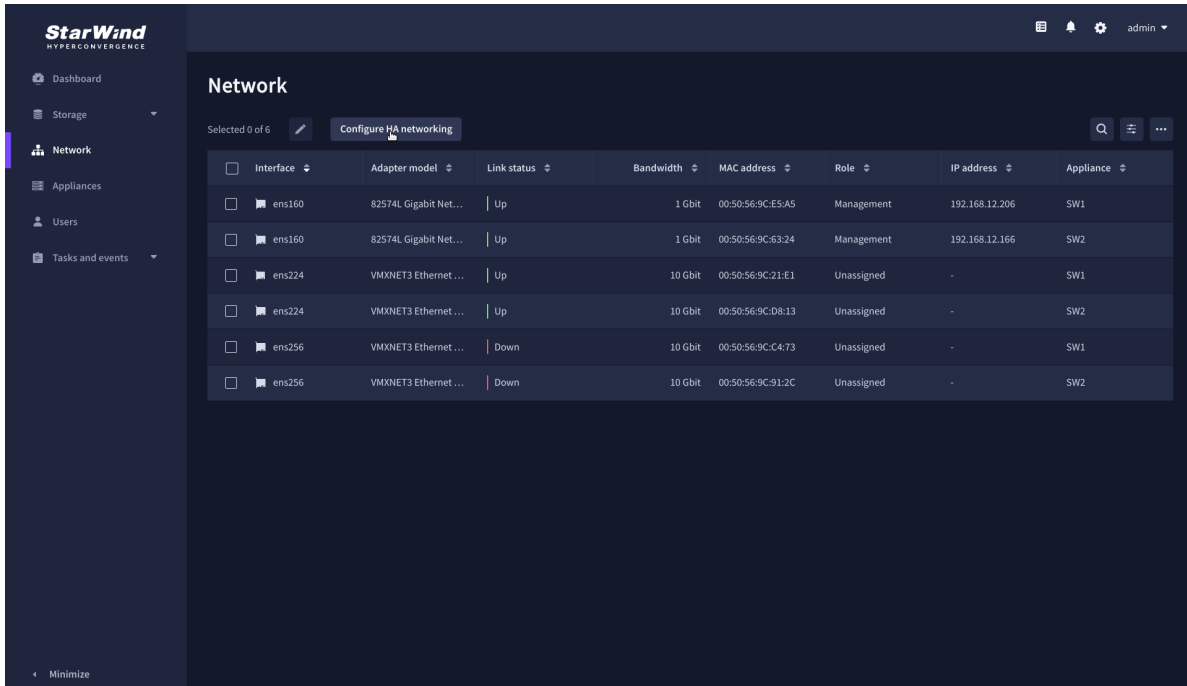 StarWind
HYPERCONVERGENCE
admin
Dashboard
Storage
Network
Appliances
Users
Tasks and events
Minimize
Network
Selected 0 of 6
Configure HA networking
Interface Adapter model Link status Bandwidth MAC address Role IP address Appliance
ens160 82574L Gigabit Net... Up 1 Gbit 00:50:56:9C:E5:A5 Management 192.168.12.206 SW1
ens160 82574L Gigabit Net... Up 1 Gbit 00:50:56:9C:63:24 Management 192.168.12.166 SW2
ens224 VMXNET3 Ethernet ... Up 10 Gbit 00:50:56:9C:21:E1 Unassigned - SW1
ens224 VMXNET3 Ethernet ... Up 10 Gbit 00:50:56:9C:D8:13 Unassigned - SW2
ens256 VMXNET3 Ethernet ... Down 10 Gbit 00:50:56:9C:C4:73 Unassigned - SW1
ens256 VMXNET3 Ethernet ... Down 10 Gbit 00:50:56:9C:91:2C Unassigned - SW2